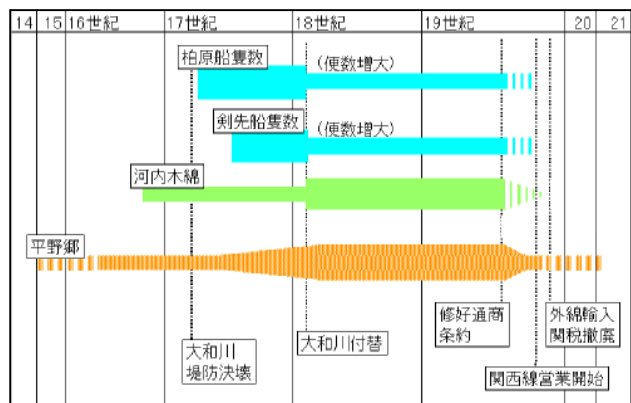 14 15 16世紀 17世紀 18世紀 19世紀 20 21
柏原船隻数
(便数増大)
剣先船隻数
(便数増大)
河内木綿
平野郷
修好通商
条約
外綿輸入
関税撤廃
大和川
堤防決壊
大和川付替
関西線営業開始